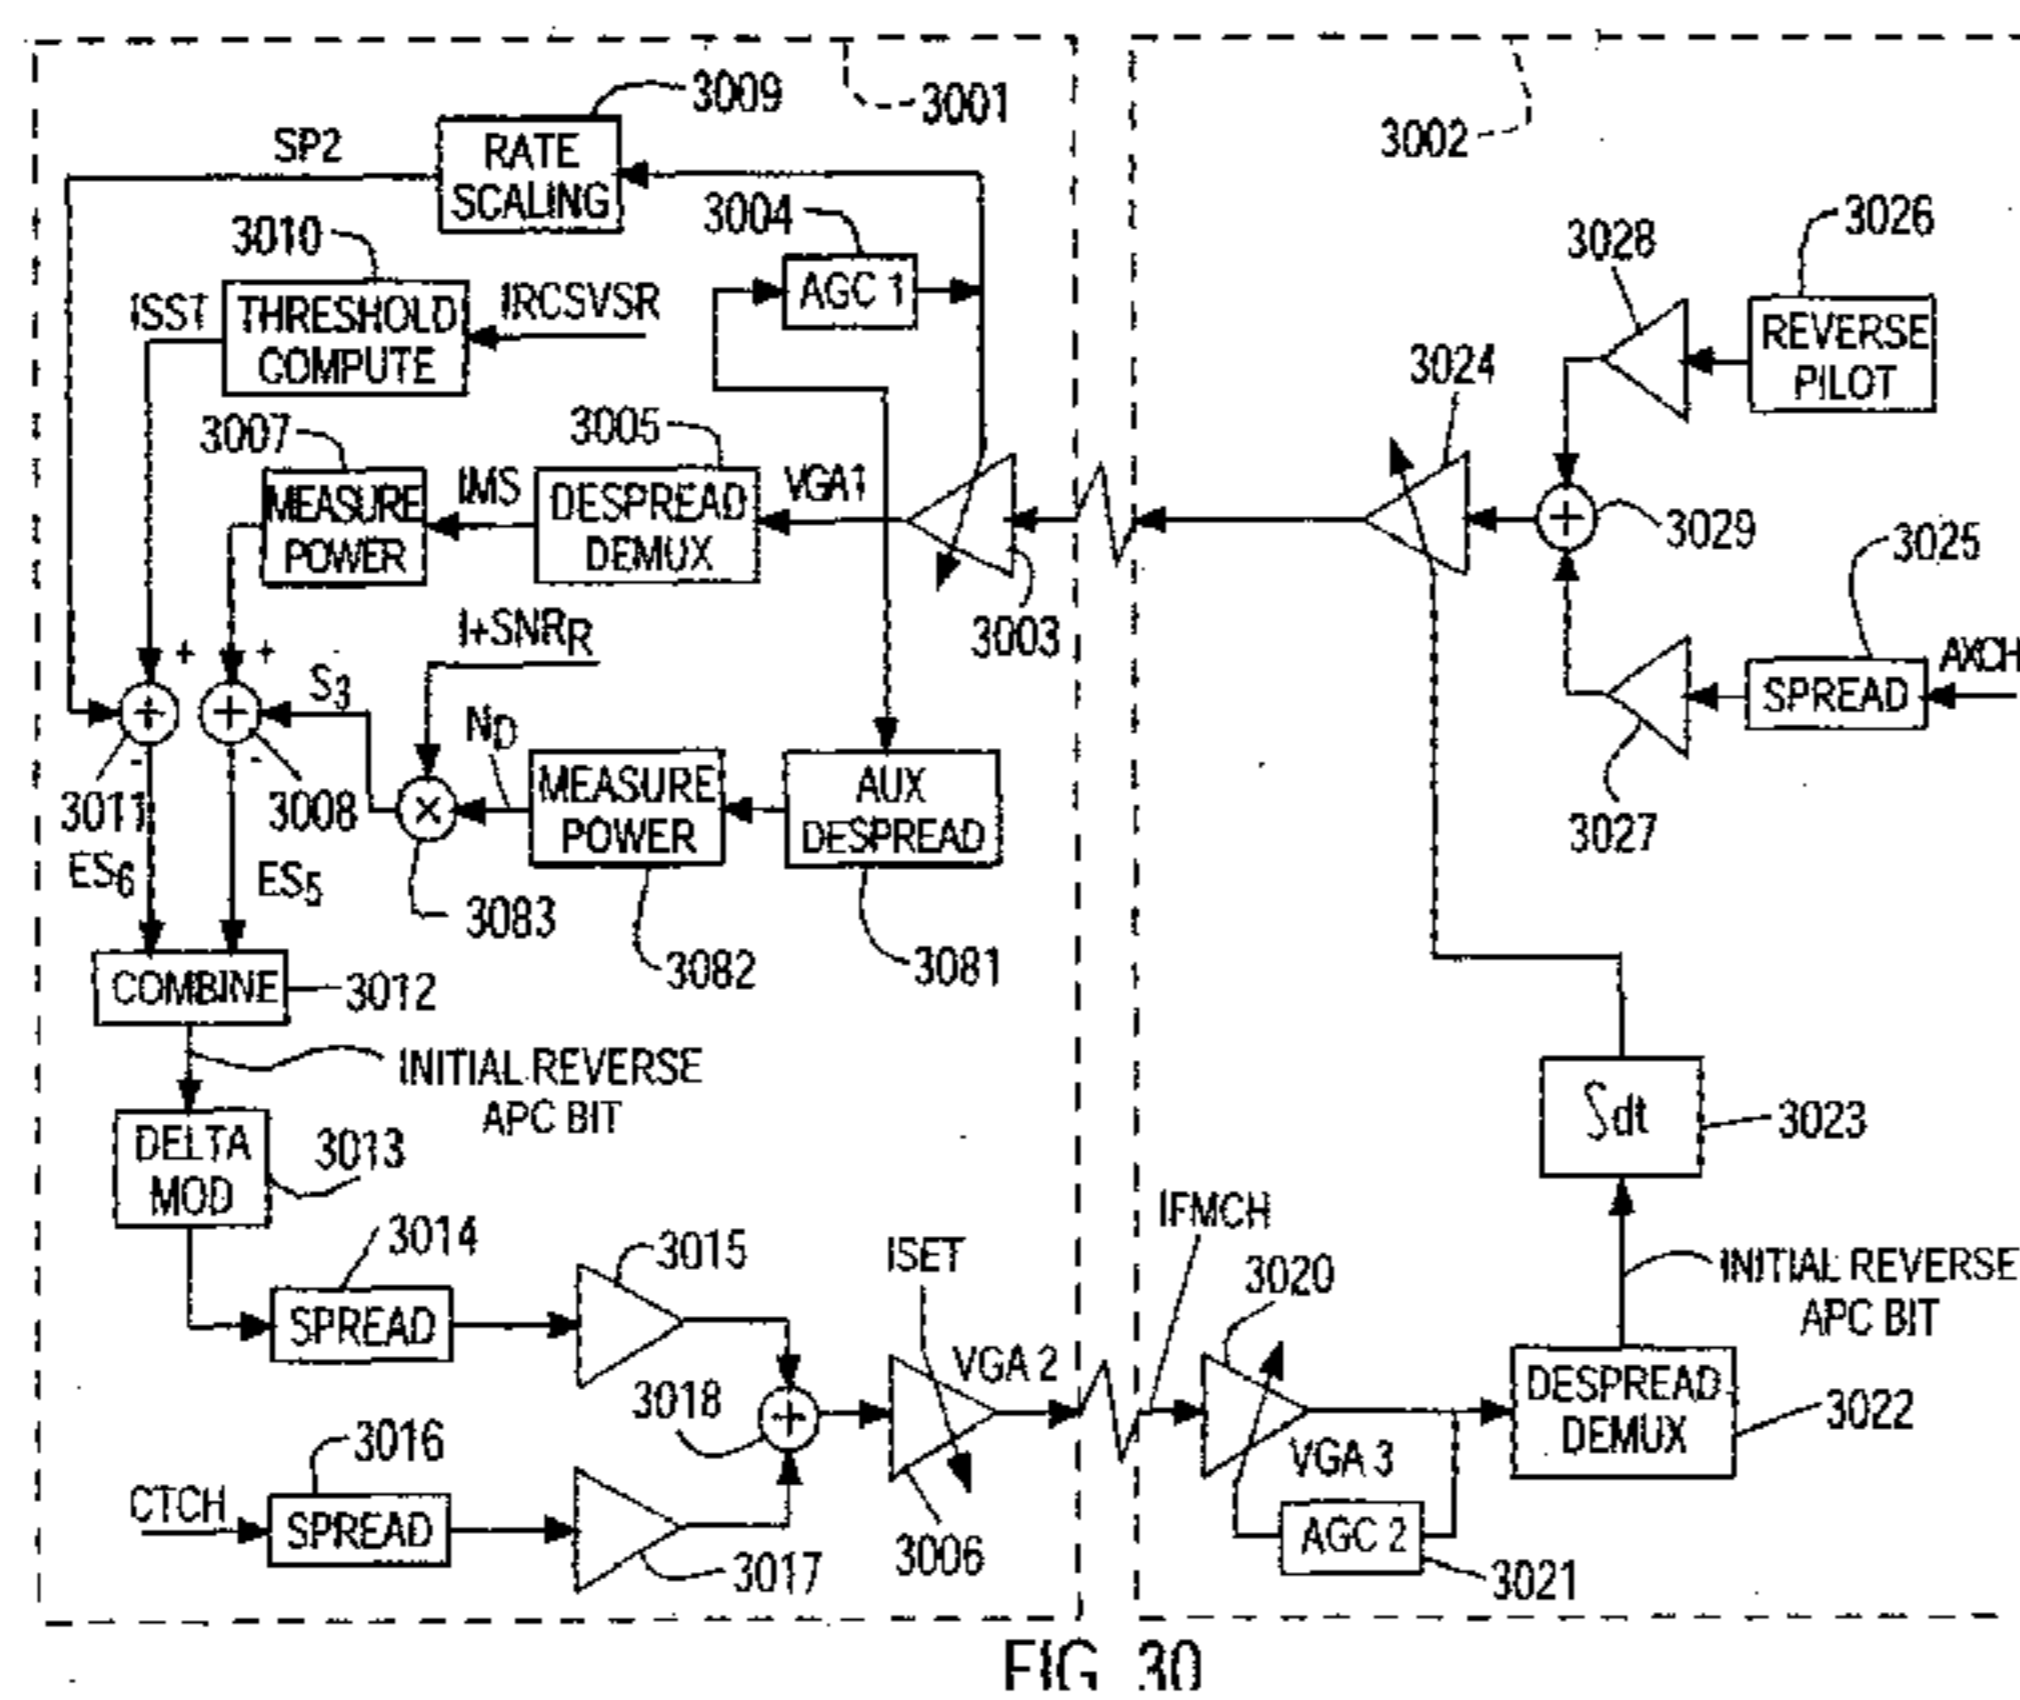 3009
3001
3002
SP2
RATE
SCALING
3004
3010
AGC 1
ISST
THRESHOLD
COMPUTE
IRCSVSR
3028
3026
REVERSE
PILOT
3024
3007
3005
MEASURE
POWER
IMS
DESPREAD
DEMUX
VGA1
3003
+
3029
3025
I+SNRR
+
+
S3
+
+
ND
SPREAD
AXCH
3027
-
-
3011
3008
×
MEASURE
POWER
AUX
DESPREAD
ES6
ES5
3083
3082
3081
COMBINE
3012
INITIAL REVERSE
APC BIT
DELTA
MOD
3013
∫dt
3023
3014
SPREAD
3015
ISET
IFMCH
3020
INITIAL REVERSE
APC BIT
3018
+
VGA 2
VGA 3
DESPREAD
DEMUX
3022
CTCH
3016
SPREAD
3017
3006
AGC 2
3021
FIG. 30